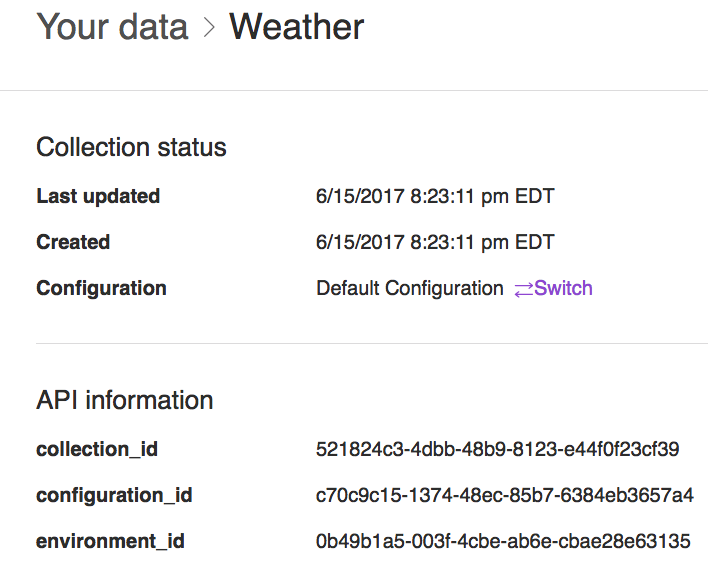 Your data > Weather
Collection status
Last updated 6/15/2017 8:23:11 pm EDT
Created 6/15/2017 8:23:11 pm EDT
Configuration Default Configuration ⇄Switch
API information
collection_id 521824c3-4dbb-48b9-8123-e44f0f23cf39
configuration_id c70c9c15-1374-48ec-85b7-6384eb3657a4
environment_id 0b49b1a5-003f-4cbe-ab6e-cbae28e63135